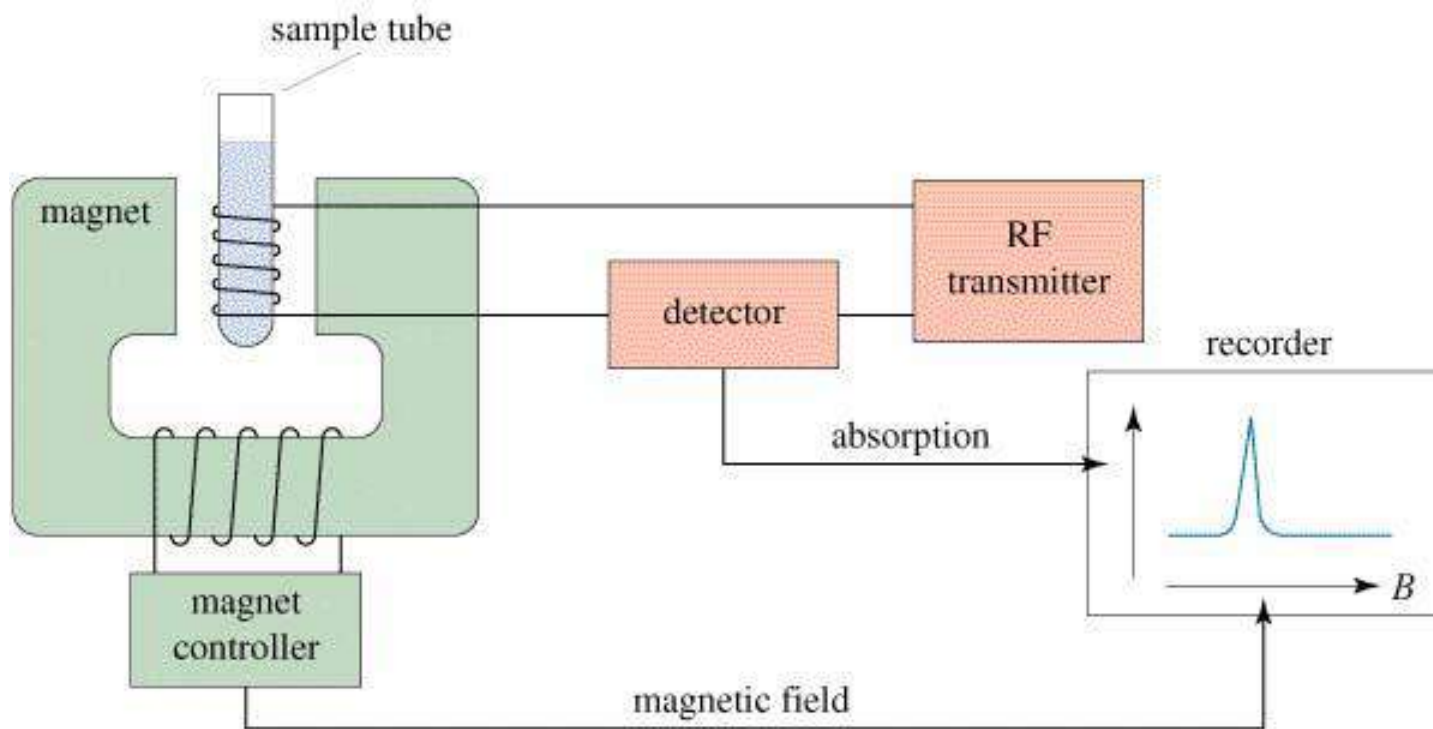 sample tube
magnet
RF
transmitter
detector
recorder
absorption
B
magnet
controller
magnetic field